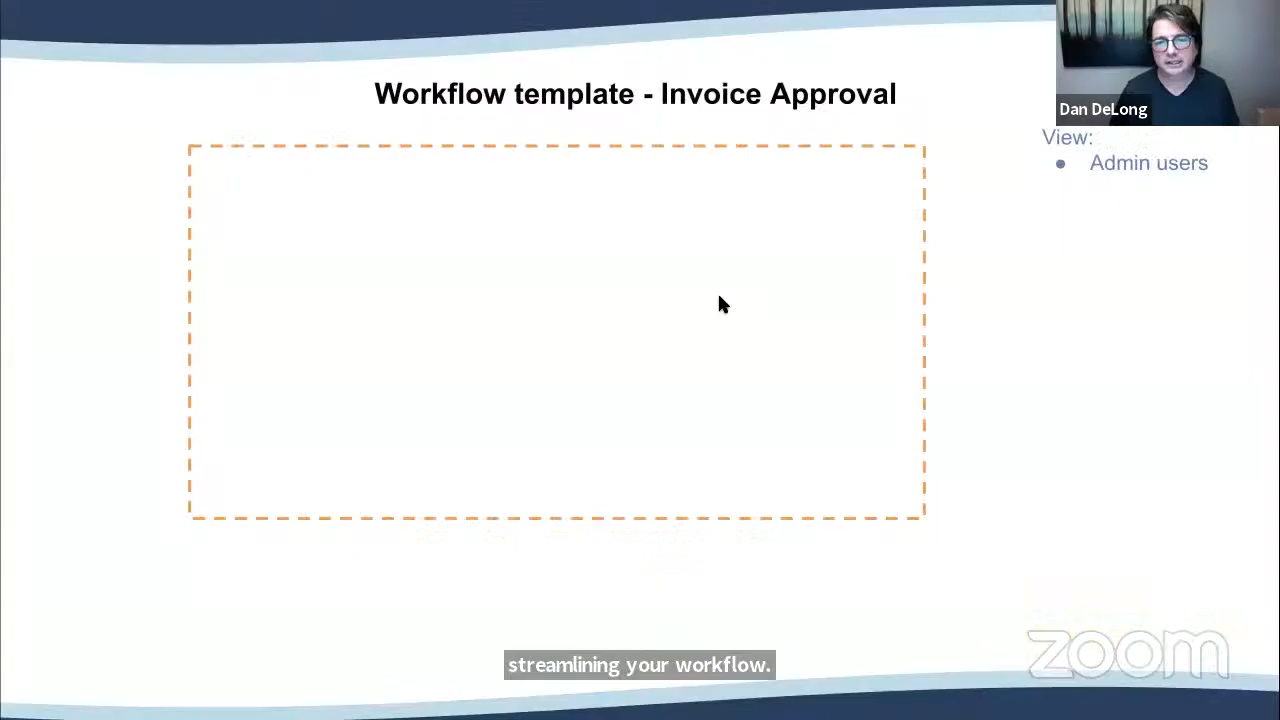 Workflow template - Invoice Approval
Dan DeLong
View:
● Admin users
streamlining your workflow.
zoom